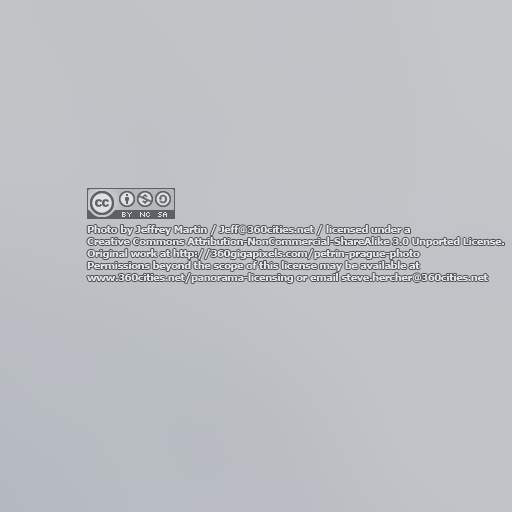 cc BY NC SA
Photo by Jeffrey Martin / Jeff@360cities.net / licensed under a
Creative Commons Attribution-NonCommercial-ShareAlike 3.0 Unported License.
Original work at http://360gigapixels.com/petrin-prague-photo
Permissions beyond the scope of this license may be available at
www.360cities.net/panorama-licensing or email steve.hercher@360cities.net